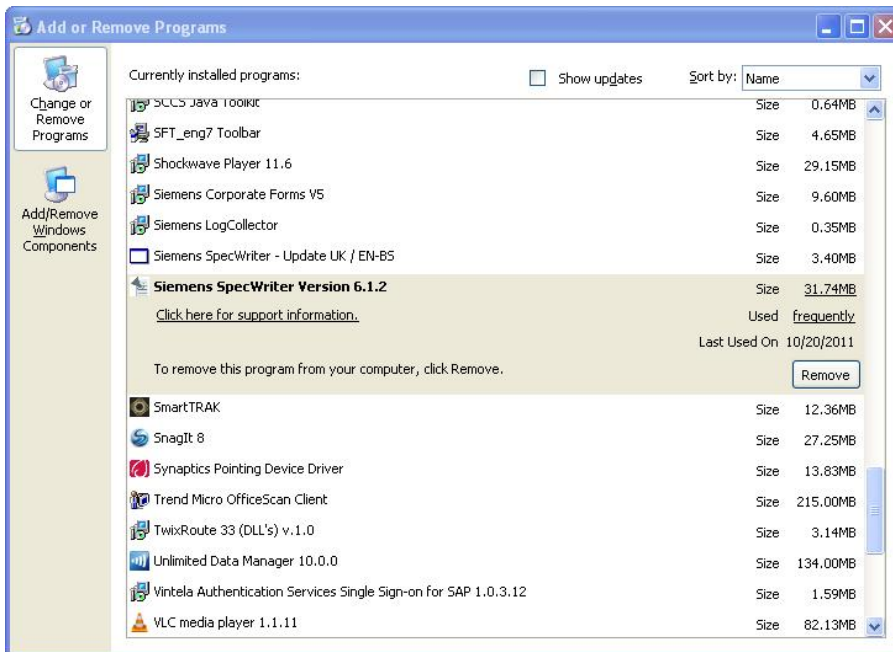 Add or Remove Programs
Change or
Remove
Programs
Add/Remove
Windows
Components
Currently installed programs:
Show updates
Sort by: Name
SCCS Java Toolkit Size 0.64MB
SFT_eng7 Toolbar Size 4.65MB
Shockwave Player 11.6 Size 29.15MB
Siemens Corporate Forms V5 Size 9.60MB
Siemens LogCollector Size 0.35MB
Siemens SpecWriter - Update UK / EN-BS Size 3.40MB
Siemens SpecWriter Version 6.1.2 Size 31.74MB
Click here for support information. Used frequently
Last Used On 10/20/2011
To remove this program from your computer, click Remove. Remove
SmartTRAK Size 12.36MB
SnagIt 8 Size 27.25MB
Synaptics Pointing Device Driver Size 13.83MB
Trend Micro OfficeScan Client Size 215.00MB
TwixRoute 33 (DLL's) v.1.0 Size 3.14MB
Unlimited Data Manager 10.0.0 Size 134.00MB
Vintela Authentication Services Single Sign-on for SAP 1.0.3.12 Size 1.59MB
VLC media player 1.1.11 Size 82.13MB